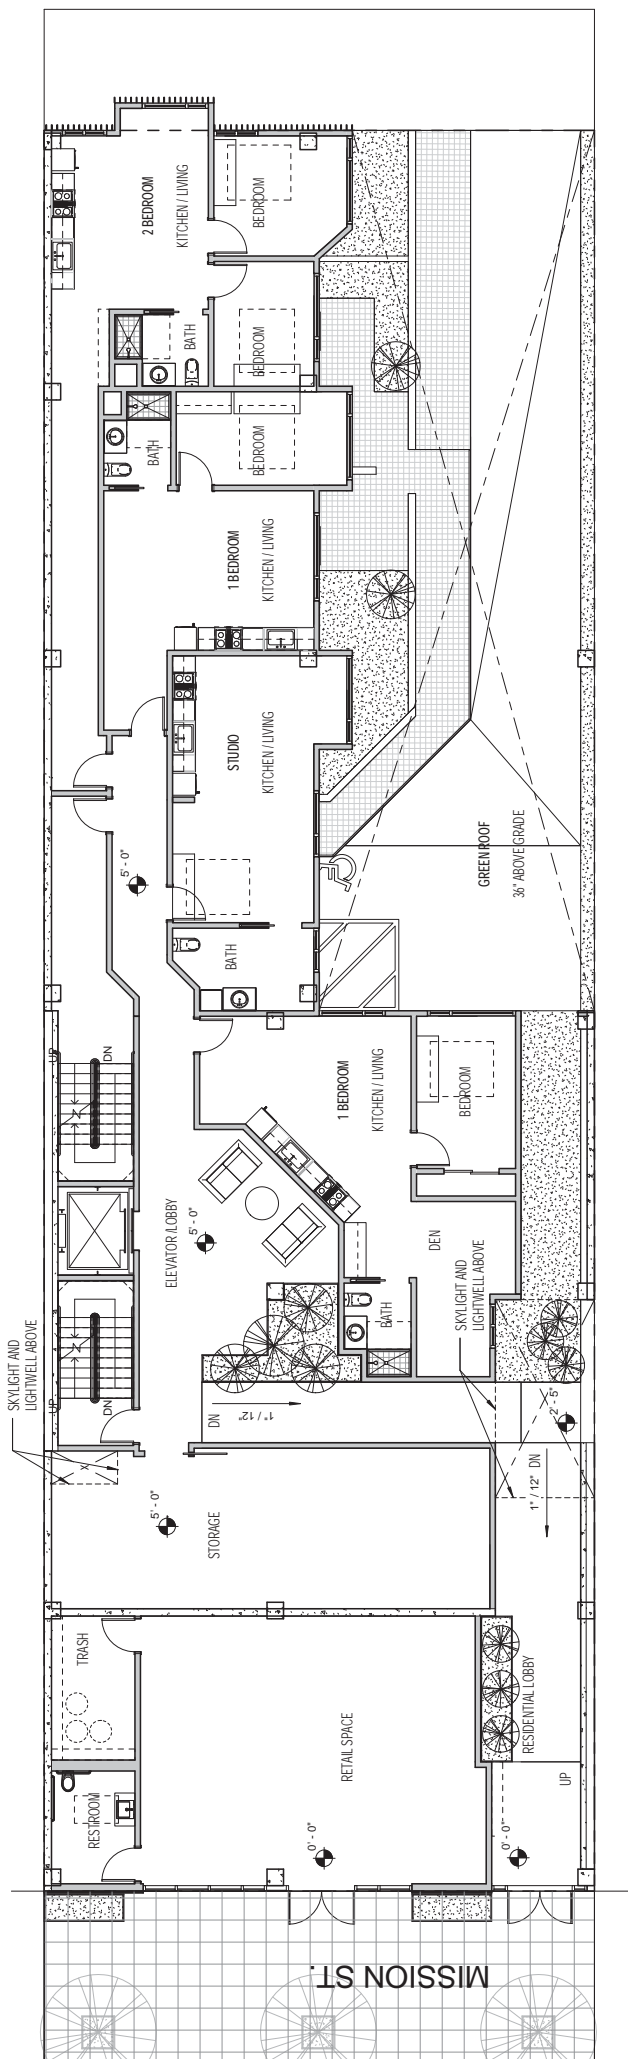 2 BEDROOM
KITCHEN / LIVING
BEDROOM
BATH
BEDROOM
BATH
BEDROOM
1 BEDROOM
KITCHEN / LIVING
STUDIO
KITCHEN / LIVING
5' - 0"
GREEN ROOF
36" ABOVE GRADE
BATH
UP
DN
1 BEDROOM
KITCHEN / LIVING
BEDROOM
ELEVATOR /LOBBY
5' - 0"
DEN
SKYLIGHT AND
LIGHTWELL ABOVE
BATH
SKYLIGHT AND
LIGHTWELL ABOVE
UP
DN
DN
1" / 12"
2' - 5"
DN
1" / 12"
5' - 0"
STORAGE
TRASH
RESIDENTIAL LOBBY
RETAIL SPACE
UP
RESTROOM
0' - 0"
0' - 0"
MISSION ST.